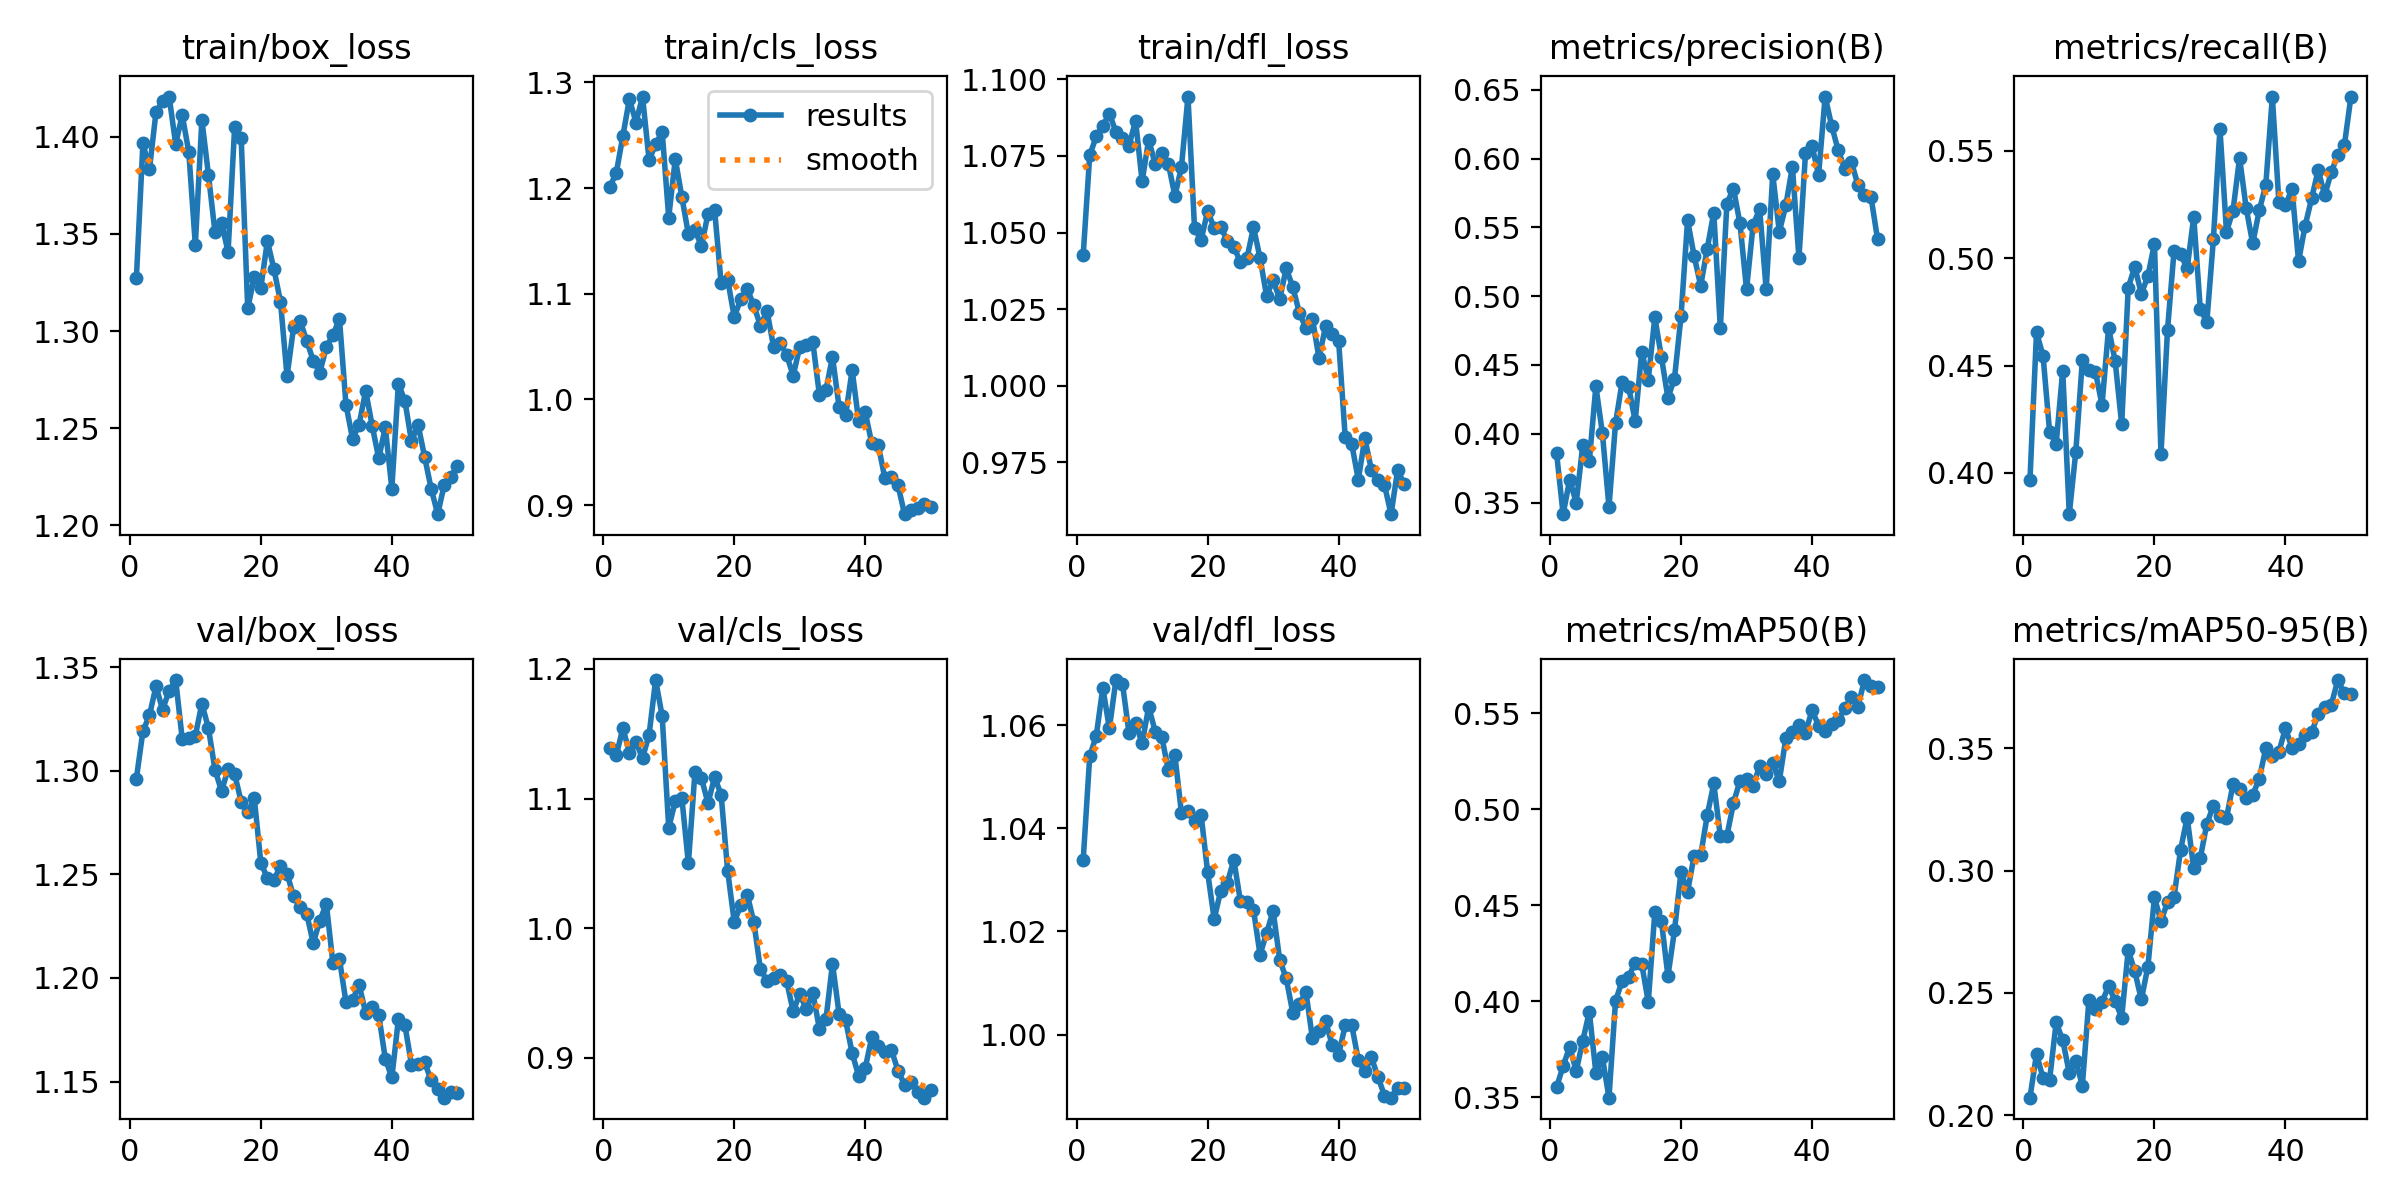 train/box_loss
1.40
1.35
1.30
1.25
1.20
0 20 40
train/cls_loss
results
smooth
1.3
1.2
1.1
1.0
0.9
0 20 40
train/dfl_loss
1.100
1.075
1.050
1.025
1.000
0.975
0 20 40
metrics/precision(B)
0.65
0.60
0.55
0.50
0.45
0.40
0.35
0 20 40
metrics/recall(B)
0.55
0.50
0.45
0.40
0 20 40
val/box_loss
1.35
1.30
1.25
1.20
1.15
0 20 40
val/cls_loss
1.2
1.1
1.0
0.9
0 20 40
val/dfl_loss
1.06
1.04
1.02
1.00
0 20 40
metrics/mAP50(B)
0.55
0.50
0.45
0.40
0.35
0 20 40
metrics/mAP50-95(B)
0.35
0.30
0.25
0.20
0 20 40